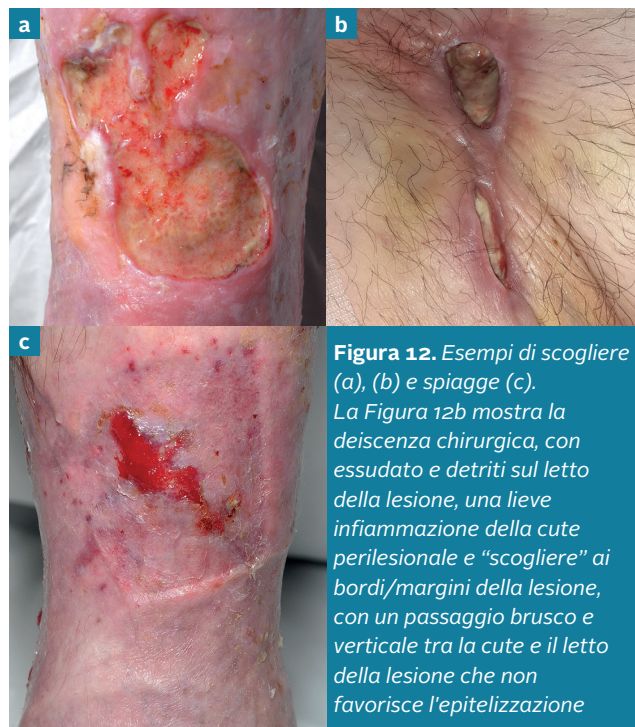 a
b
c
Figura 12. Esempi di scogliere
(a), (b) e spiagge (c).
La Figura 12b mostra la
deiscenza chirurgica, con
essudato e detriti sul letto
della lesione, una lieve
infiammazione della cute
perilesionale e “scogliere” ai
bordi/margini della lesione,
con un passaggio brusco e
verticale tra la cute e il letto
della lesione che non
favorisce l'epitelizzazione